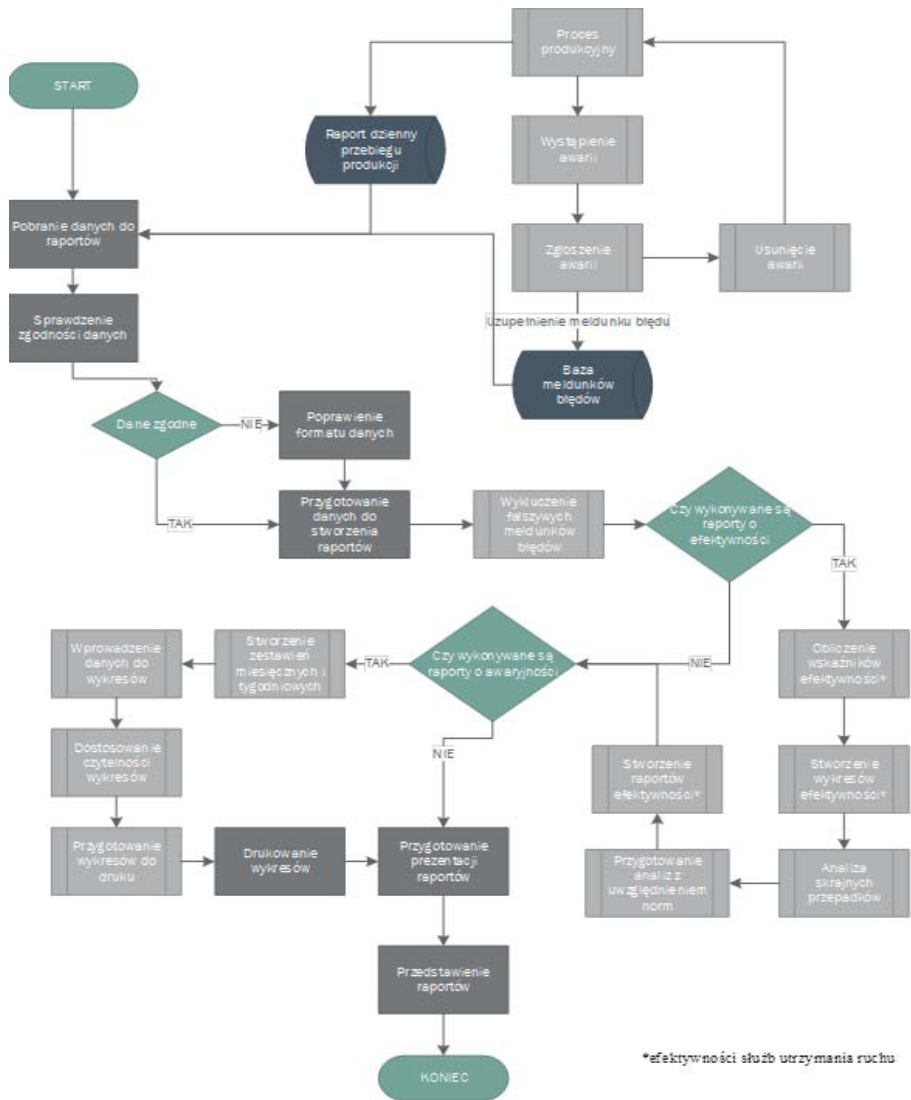 Proces
produkcyjny
START
Raport dzienny
przebiegu
produkcji
Wystąpienie
awarii
Pobranie danych do
raportów
Zgłoszenie
awarii
Usunięcie
awarii
Sprawdzenie
zgodności danych
Uzupełnienie meldunku błędu
Baza
meldunków
błędów
Dane zgodne
NIE
Poprawienie
formatu danych
TAK
Przygotowanie
danych do
stworzenia
raportów
Wykluczenie
fałszywych
meldunków
błędów
Czy wykonywane są
raporty o
efektywności
TAK
NIE
Wprowadzenie
danych do
wykresów
Stworzenie
zestawień
miesięcznych i
tygodniowych
TAK
Czy wykonywane są
raporty o awaryjności
Obliczenie
wskaźników
efektywności*
Dostosowanie
czytelności
wykresów
NIE
Stworzenie
raportów
efektywności*
Stworzenie
wykresów
efektywności*
Przygotowanie
wykresów do
druku
Drukowanie
wykresów
Przygotowanie
prezentacji
raportów
Przygotowanie
analiz z
uwzględnieniem
norm
Analiza
skrajnych
przepadków
Przedstawienie
raportów
KONIEC
*efektywności służb utrzymania ruchu